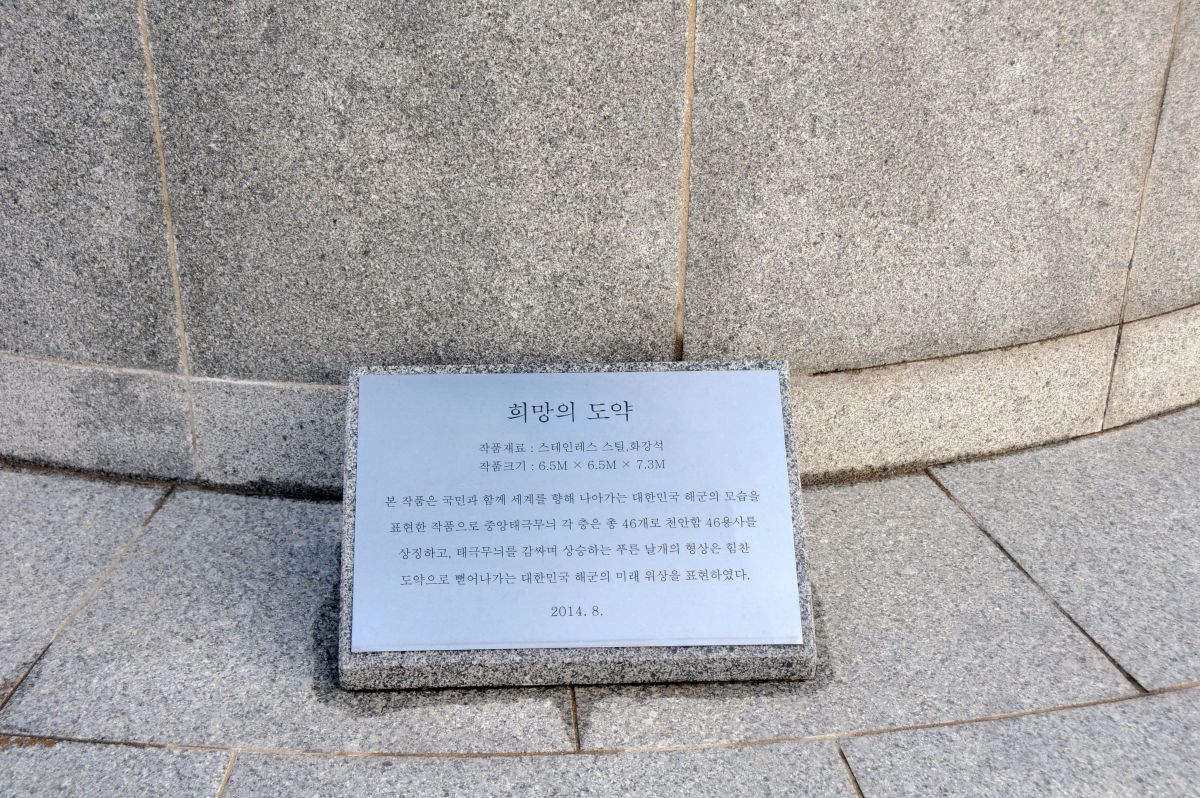 희망의 도약
작품재료 : 스테인레스 스틸,화강석
작품크기 : 6.5M × 6.5M × 7.3M
본 작품은 국민과 함께 세계를 향해 나아가는 대한민국 해군의 모습을
표현한 작품으로 중앙태극무늬 각 층은 총 46개로 천안함 46용사를
상징하고, 태극무늬를 감싸며 상승하는 푸른 날개의 형상은 힘찬
도약으로 뻗어나가는 대한민국 해군의 미래 위상을 표현하였다.
2014. 8.